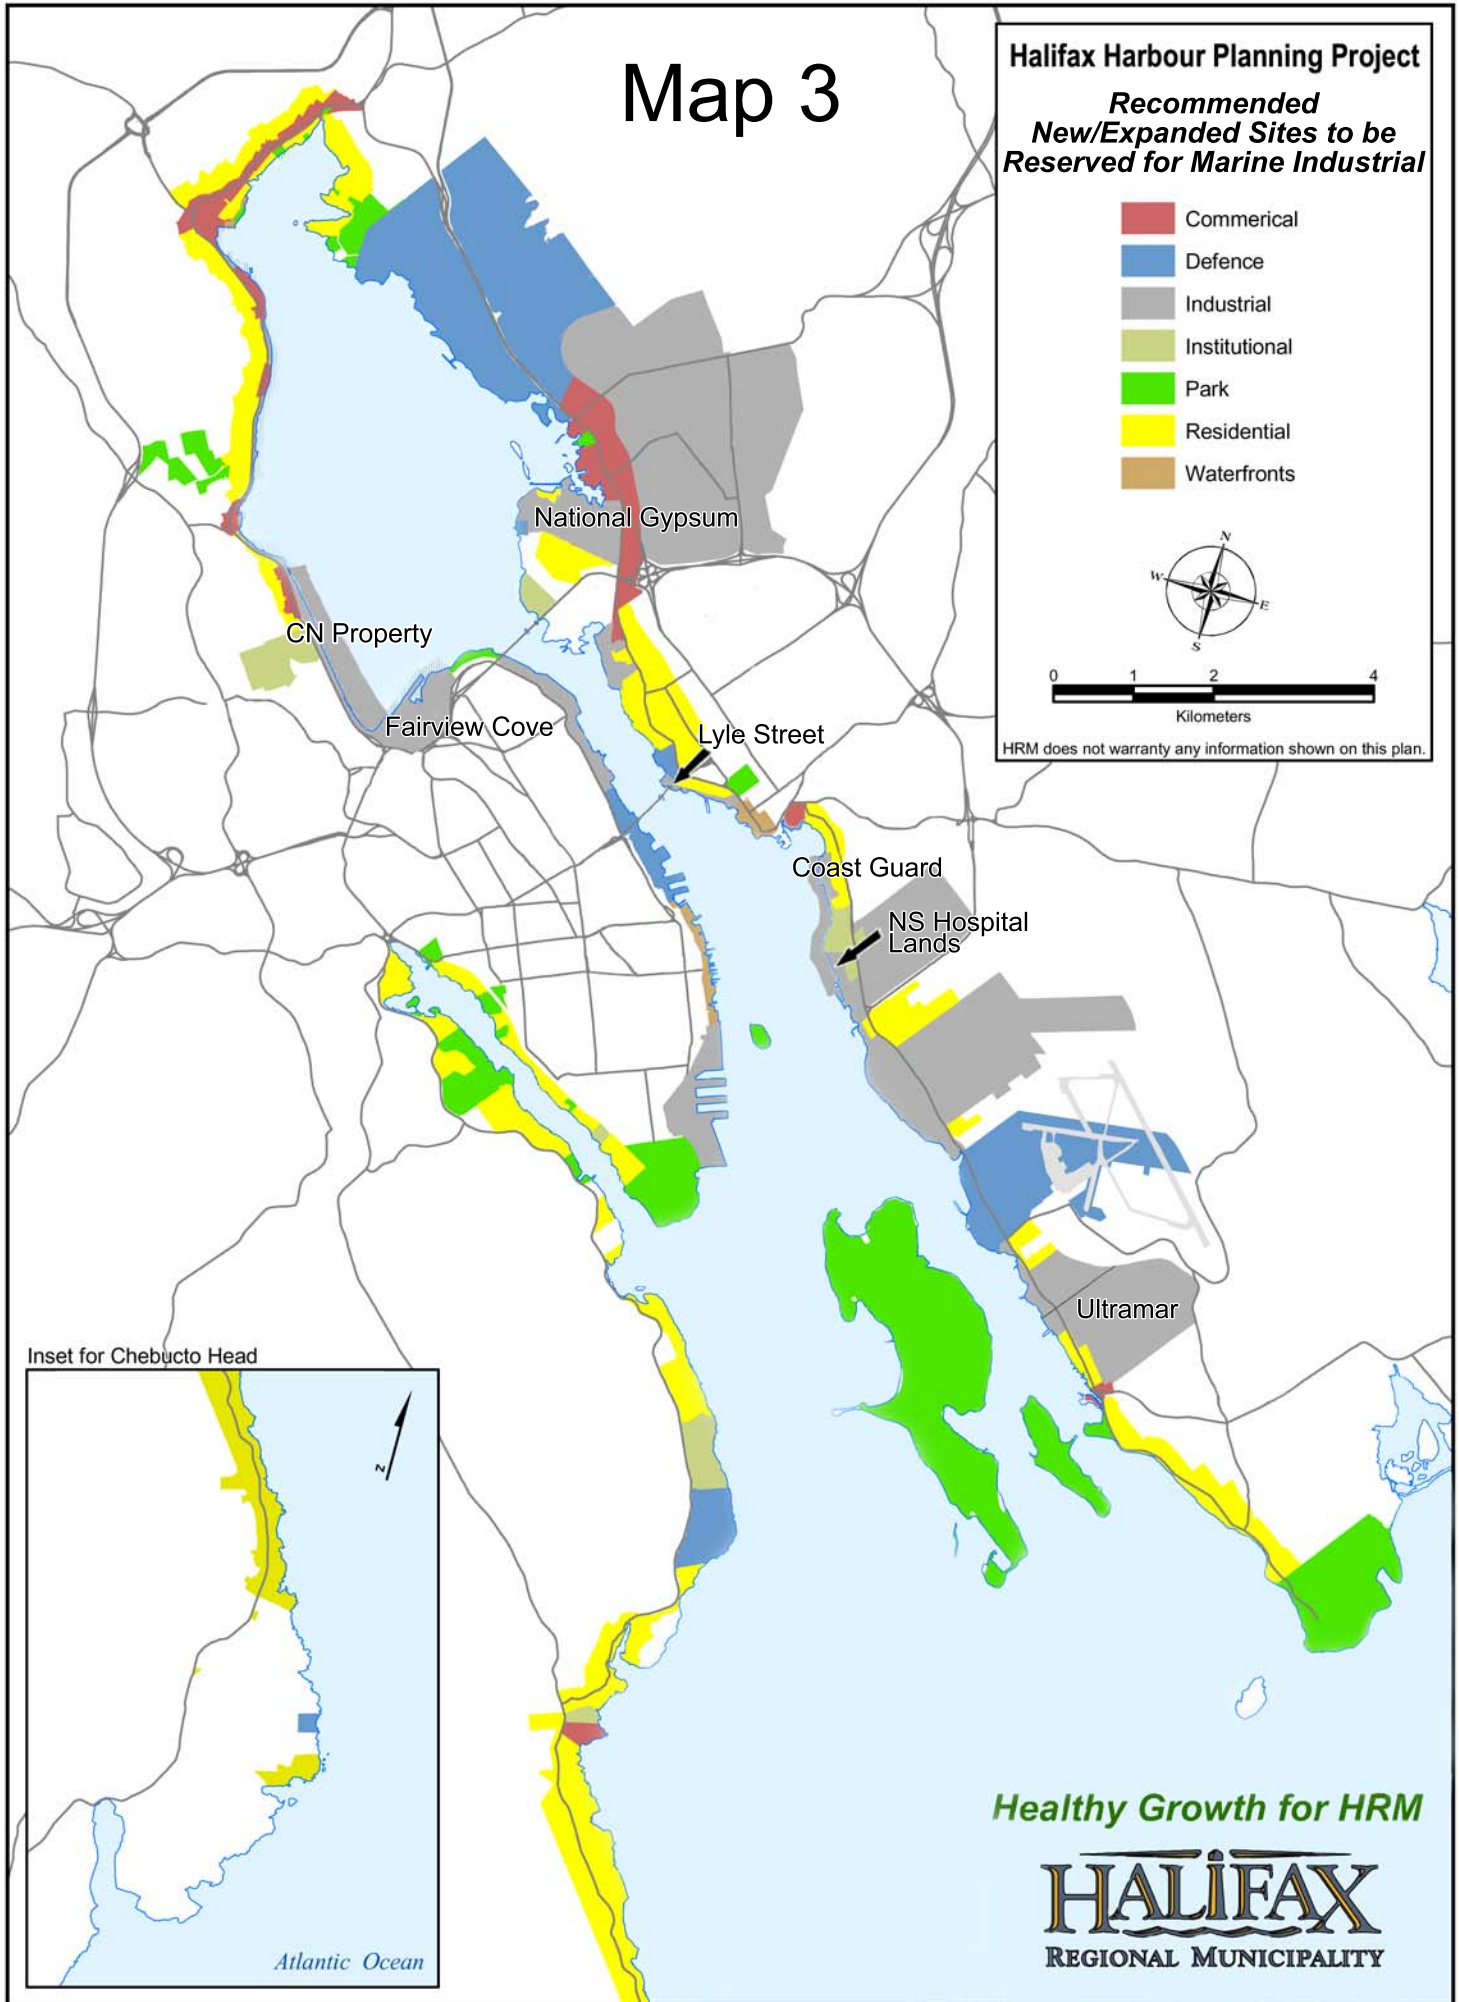 Map 3
Halifax Harbour Planning Project
Recommended
New/Expanded Sites to be
Reserved for Marine Industrial
Commerical
Defence
Industrial
Institutional
Park
Residential
Waterfronts
N
W
E
S
0 1 2 4
Kilometers
HRM does not warranty any information shown on this plan.
National Gypsum
CN Property
Fairview Cove
Lyle Street
Coast Guard
NS Hospital
Lands
Ultramar
Inset for Chebucto Head
N
Atlantic Ocean
Healthy Growth for HRM
HALIFAX
REGIONAL MUNICIPALITY